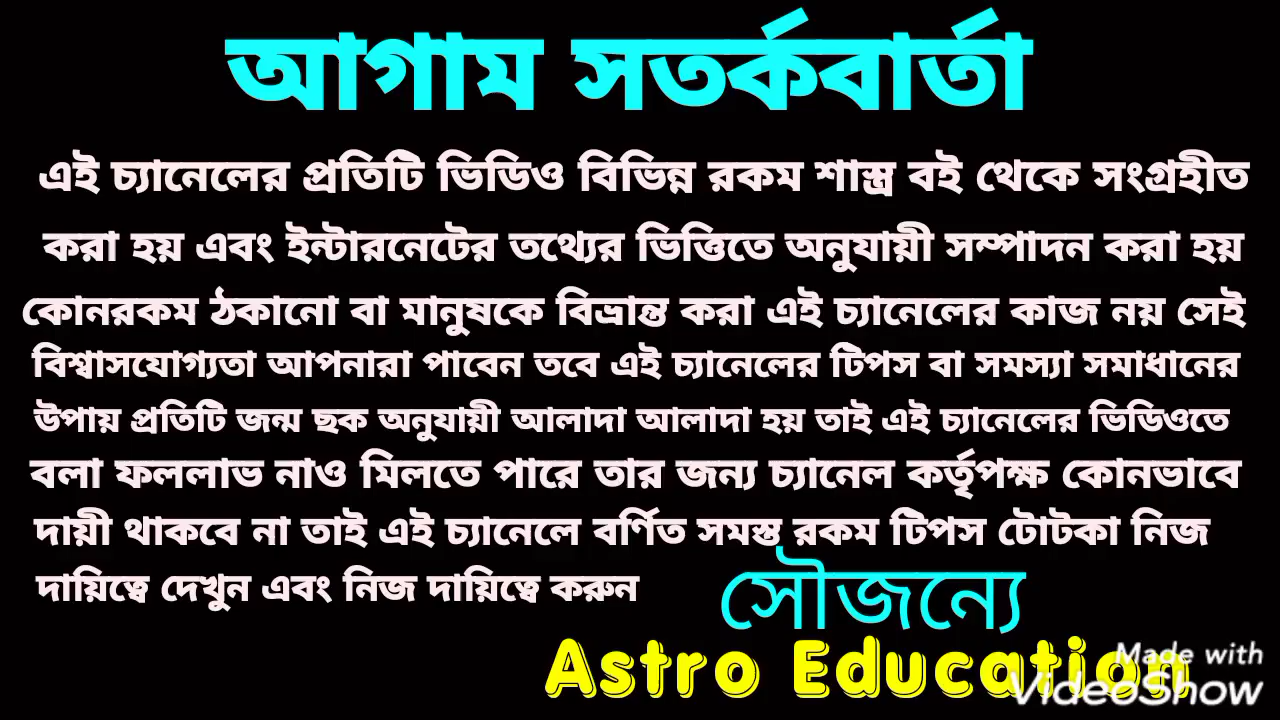 আগাম সতর্কবার্তা
এই চ্যানেলের প্রতিটি ভিডিও বিভিন্ন রকম শাস্ত্র বই থেকে সংগ্রহীত
করা হয় এবং ইন্টারনেটের তথ্যের ভিত্তিতে অনুযায়ী সম্পাদন করা হয়
কোনরকম ঠকানো বা মানুষকে বিভ্রান্ত করা এই চ্যানেলের কাজ নয় সেই
বিশ্বাসযোগ্যতা আপনারা পাবেন তবে এই চ্যানেলের টিপস বা সমস্যা সমাধানের
উপায় প্রতিটি জন্ম ছক অনুযায়ী আলাদা আলাদা হয় তাই এই চ্যানেলের ভিডিওতে
বলা ফললাভ নাও মিলতে পারে তার জন্য চ্যানেল কর্তৃপক্ষ কোনভাবে
দায়ী থাকবে না তাই এই চ্যানেলে বর্ণিত সমস্ত রকম টিপস টোটকা নিজ
দায়িত্বে দেখুন এবং নিজ দায়িত্বে করুন
সৌজন্যে
Astro Education
Made with
VideoShow